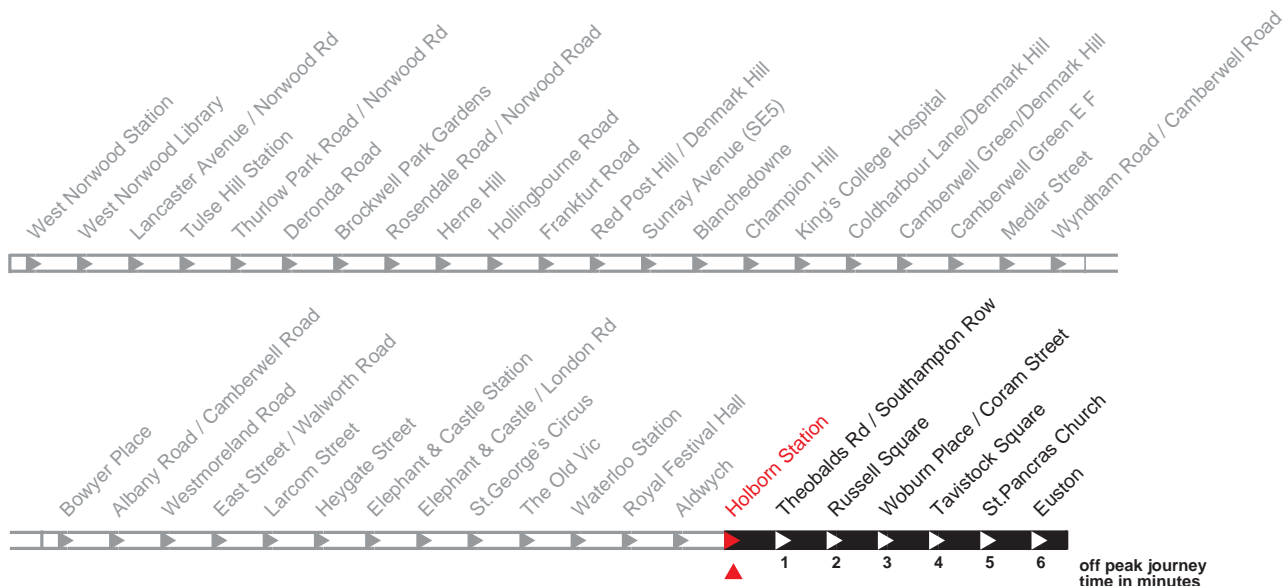 West Norwood Station
West Norwood Library
Lancaster Avenue / Norwood Rd
Tulse Hill Station
Thurlow Park Road / Norwood Rd
Deronda Road
Brockwell Park Gardens
Rosendale Road / Norwood Road
Herne Hill
Hollingbourne Road
Frankfurt Road
Red Post Hill / Denmark Hill
Sunray Avenue (SE5)
Blanchedowne
Champion Hill
King's College Hospital
Coldharbour Lane/Denmark Hill
Camberwell Green/Denmark Hill
Camberwell Green E F
Medlar Street
Wyndham Road / Camberwell Road
Bowyer Place
Albany Road / Camberwell Road
Westmoreland Road
East Street / Walworth Road
Larcom Street
Heygate Street
Elephant & Castle Station
Elephant & Castle / London Rd
St.George's Circus
The Old Vic
Waterloo Station
Royal Festival Hall
Aldwych
Holborn Station
Theobalds Rd / Southampton Row
Russell Square
Woburn Place / Coram Street
Tavistock Square
St.Pancras Church
Euston
1 2 3 4 5 6
off peak journey
time in minutes